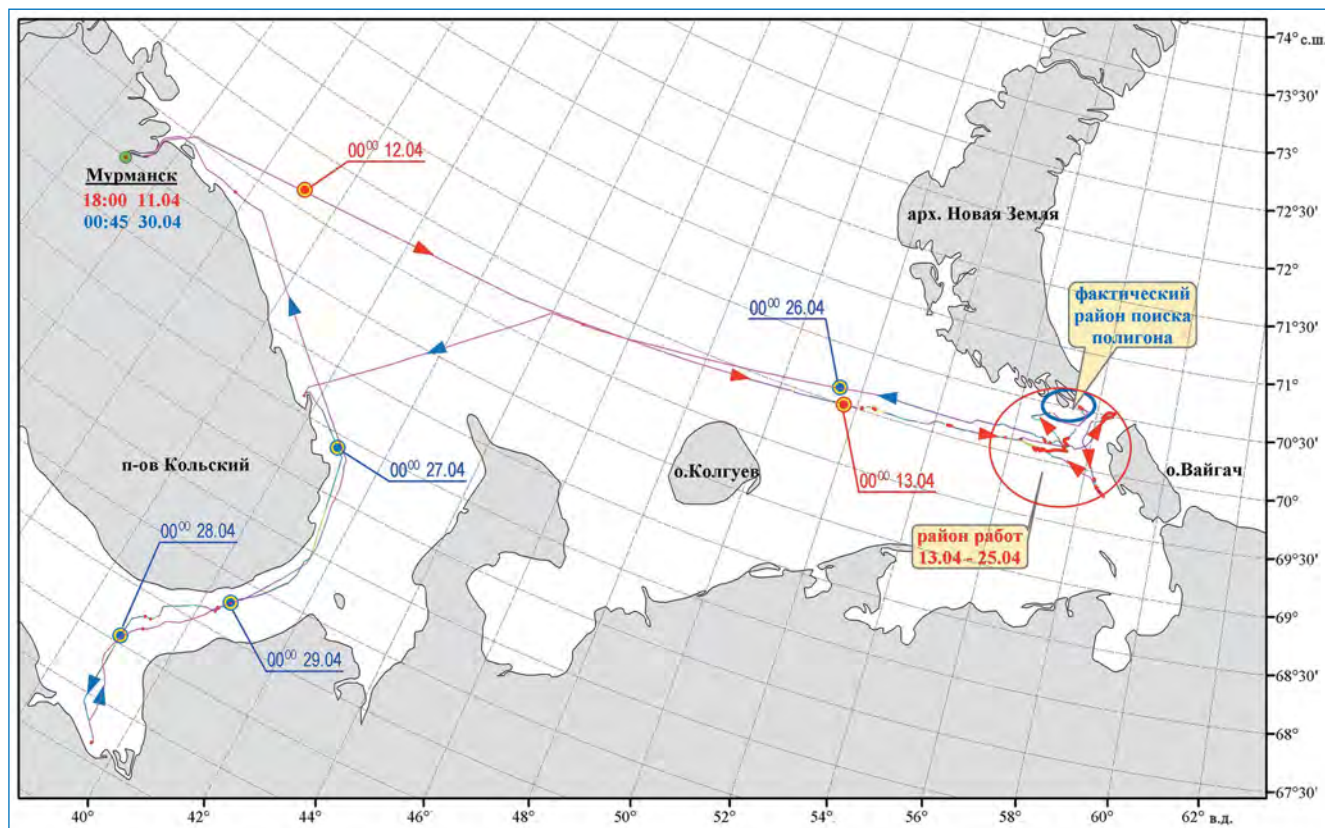 74° с.ш.
73°30'
73°
72°30'
72°
71°30'
71°
70°30'
70°
69°30'
69°
68°30'
68°
67°30'
00⁰⁰ 12.04
Мурманск
18:00 11.04
00:45 30.04
арх. Новая Земля
фактический
район поиска
полигона
00⁰⁰ 26.04
п-ов Кольский
00⁰⁰ 27.04
о.Колгуев
00⁰⁰ 13.04
о.Вайгач
район работ
13.04 - 25.04
00⁰⁰ 28.04
00⁰⁰ 29.04
40° 42° 44° 46° 48° 50° 52° 54° 56° 58° 60° 62° в.д.